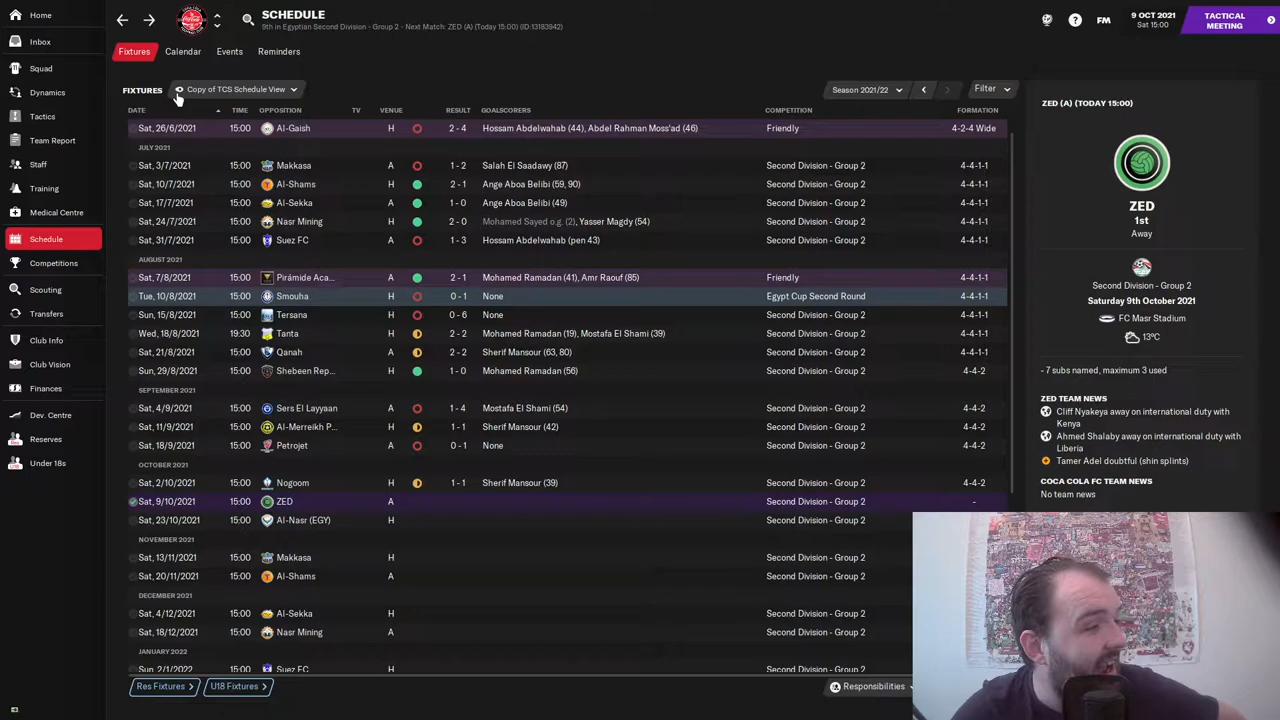 Home
Inbox
Squad
Dynamics
Tactics
Team Report
Staff
Training
Medical Centre
Schedule
Competitions
Scouting
Transfers
Club Info
Club Vision
Finances
Dev. Centre
Reserves
Under 18s
SCHEDULE
9th in Egyptian Second Division - Group 2 - Next Match: ZED (A) (Today 15:00) (ID:13183942)
FM
9 OCT 2021
Sat 15:00
TACTICAL
MEETING
Fixtures Calendar Events Reminders
FIXTURES Copy of TCS Schedule View Season 2021/22 Filter
DATE TIME OPPOSITION TV VENUE RESULT GOALSCORERS COMPETITION FORMATION
Sat, 26/6/2021 15:00 Al-Gaish H 2 - 4 Hossam Abdelwahab (44), Abdel Rahman Moss'ad (46) Friendly 4-2-4 Wide
JULY 2021
Sat, 3/7/2021 15:00 Makkasa A 1 - 2 Salah El Saadawy (87) Second Division - Group 2 4-4-1-1
Sat, 10/7/2021 15:00 Al-Shams H 2 - 1 Ange Aboa Belibi (59, 90) Second Division - Group 2 4-4-1-1
Sat, 17/7/2021 15:00 Al-Sekka A 1 - 0 Ange Aboa Belibi (49) Second Division - Group 2 4-4-1-1
Sat, 24/7/2021 15:00 Nasr Mining H 2 - 0 Mohamed Sayed o.g. (2), Yasser Magdy (54) Second Division - Group 2 4-4-1-1
Sat, 31/7/2021 15:00 Suez FC A 1 - 3 Hossam Abdelwahab (pen 43) Second Division - Group 2 4-4-1-1
AUGUST 2021
Sat, 7/8/2021 15:00 Pirámide Aca... A 2 - 1 Mohamed Ramadan (41), Amr Raouf (85) Friendly 4-4-1-1
Tue, 10/8/2021 15:00 Smouha H 0 - 1 None Egypt Cup Second Round 4-4-1-1
Sun, 15/8/2021 15:00 Tersana H 0 - 6 None Second Division - Group 2 4-4-1-1
Wed, 18/8/2021 19:30 Tanta H 2 - 2 Mohamed Ramadan (19), Mostafa El Shami (39) Second Division - Group 2 4-4-1-1
Sat, 21/8/2021 15:00 Qanah A 2 - 2 Sherif Mansour (63, 80) Second Division - Group 2 4-4-1-1
Sun, 29/8/2021 15:00 Shebeen Rep... H 1 - 0 Mohamed Ramadan (56) Second Division - Group 2 4-4-2
SEPTEMBER 2021
Sat, 4/9/2021 15:00 Sers El Layyaan A 1 - 4 Mostafa El Shami (54) Second Division - Group 2 4-4-2
Sat, 11/9/2021 15:00 Al-Merreikh P... H 1 - 1 Sherif Mansour (42) Second Division - Group 2 4-4-2
Sat, 18/9/2021 15:00 Petrojet A 0 - 1 None Second Division - Group 2 4-4-2
OCTOBER 2021
Sat, 2/10/2021 15:00 Nogoom H 1 - 1 Sherif Mansour (39) Second Division - Group 2 4-4-2
Sat, 9/10/2021 15:00 ZED A Second Division - Group 2 -
Sat, 23/10/2021 15:00 Al-Nasr (EGY) H Second Division - Group 2
NOVEMBER 2021
Sat, 13/11/2021 15:00 Makkasa H Second Division - Group 2
Sat, 20/11/2021 15:00 Al-Shams A Second Division - Group 2
DECEMBER 2021
Sat, 4/12/2021 15:00 Al-Sekka H Second Division - Group 2
Sat, 18/12/2021 15:00 Nasr Mining A Second Division - Group 2
JANUARY 2022
Sun, 2/1/2022 15:00 Suez FC H Second Division - Group 2
Res Fixtures U18 Fixtures Responsibilities
ZED (A) (TODAY 15:00)
ZED
1st
Away
Second Division - Group 2
Saturday 9th October 2021
FC Masr Stadium
13°C
- 7 subs named, maximum 3 used
ZED TEAM NEWS
Cliff Nyakeya away on international duty with
Kenya
Ahmed Shalaby away on international duty with
Liberia
Tamer Adel doubtful (shin splints)
COCA COLA FC TEAM NEWS
No team news